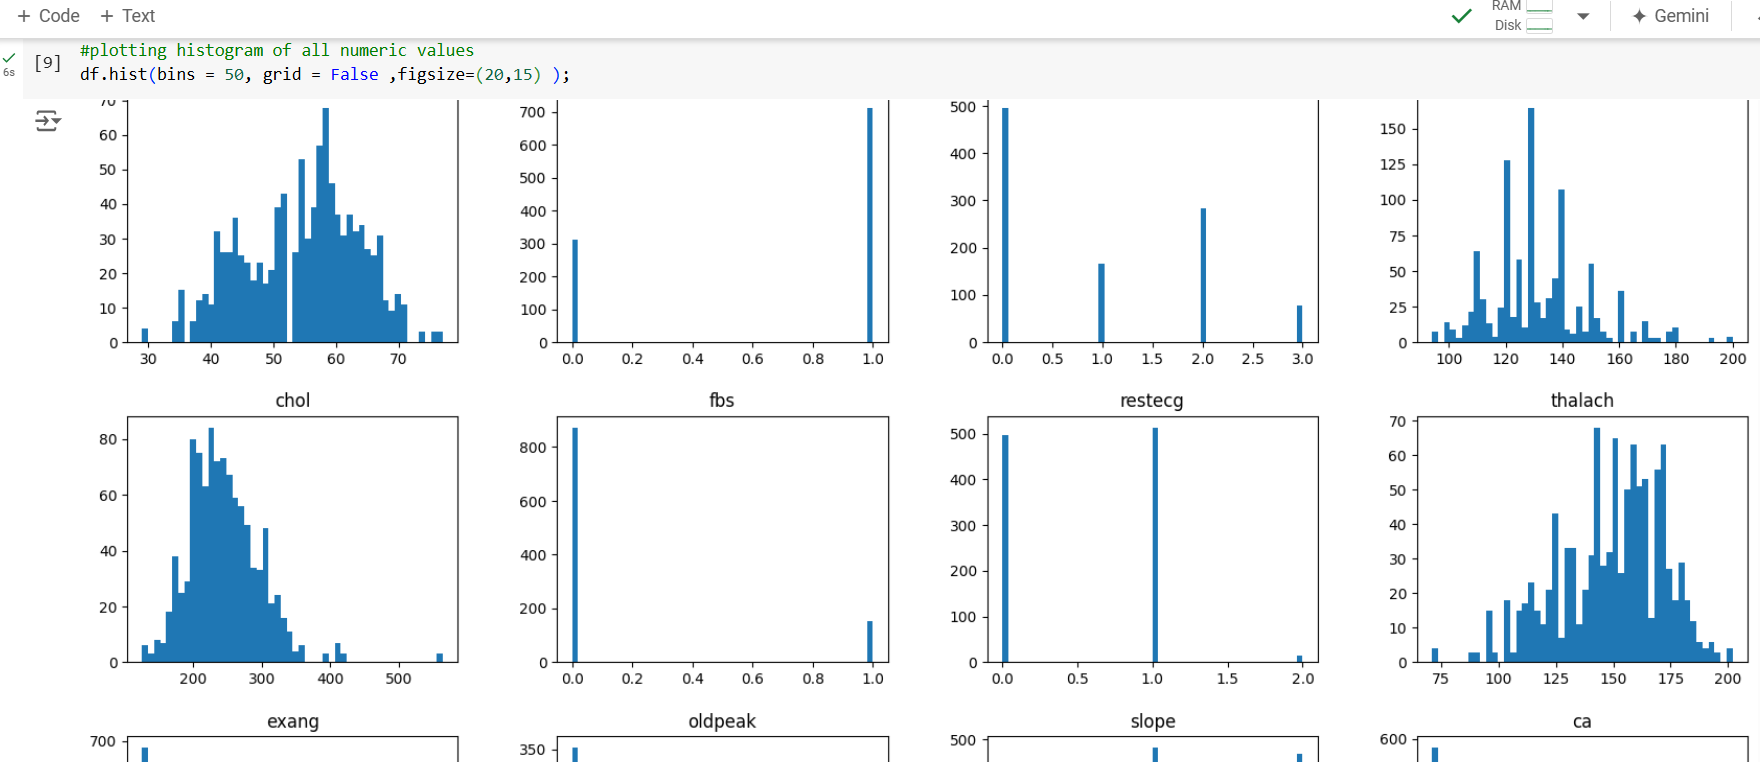 + Code + Text
RAM
Disk
Gemini
6s
[9]
#plotting histogram of all numeric values
df.hist(bins = 50, grid = False ,figsize=(20,15) );
70 60 50 40 30 20 10 0
30 40 50 60 70
700 600 500 400 300 200 100 0
0.0 0.2 0.4 0.6 0.8 1.0
500 400 300 200 100 0
0.0 0.5 1.0 1.5 2.0 2.5 3.0
150 125 100 75 50 25 0
100 120 140 160 180 200
chol
80 60 40 20 0
200 300 400 500
fbs
800 600 400 200 0
0.0 0.2 0.4 0.6 0.8 1.0
restecg
500 400 300 200 100 0
0.0 0.5 1.0 1.5 2.0
thalach
70 60 50 40 30 20 10 0
75 100 125 150 175 200
exang
700
oldpeak
350
slope
500
ca
600